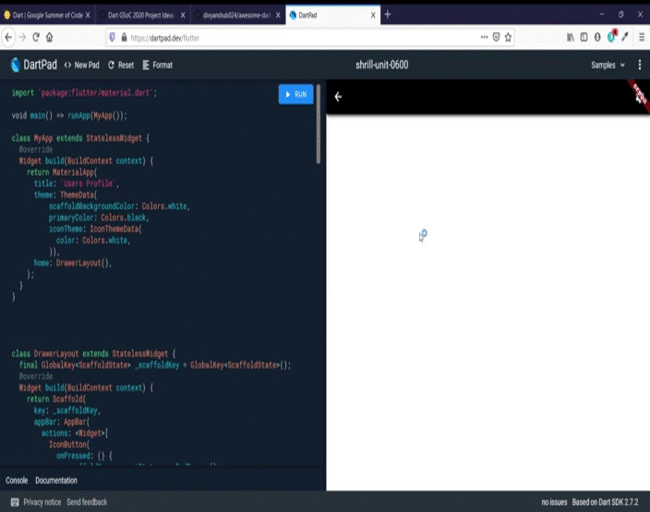 Dart | Google Summer of Code
Dart GSoC 2020 Project Ideas
divyanshub024/awesome-dart
DartPad
https://dartpad.dev/flutter
DartPad
<> New Pad
Reset
Format
shrill-unit-0600
Samples
RUN
import 'package:flutter/material.dart';
void main() => runApp(MyApp());
class MyApp extends StatelessWidget {
@override
Widget build(BuildContext context) {
return MaterialApp(
title: 'Users Profile',
theme: ThemeData(
scaffoldBackgroundColor: Colors.white,
primaryColor: Colors.black,
iconTheme: IconThemeData(
color: Colors.white,
)),
home: DrawerLayout(),
);
}
}
class DrawerLayout extends StatelessWidget {
final GlobalKey<ScaffoldState> _scaffoldKey = GlobalKey<ScaffoldState>();
@override
Widget build(BuildContext context) {
return Scaffold(
key: _scaffoldKey,
appBar: AppBar(
actions: <Widget>[
IconButton(
onPressed: () {
Console
Documentation
Privacy notice
Send feedback
no issues
Based on Dart SDK 2.7.2